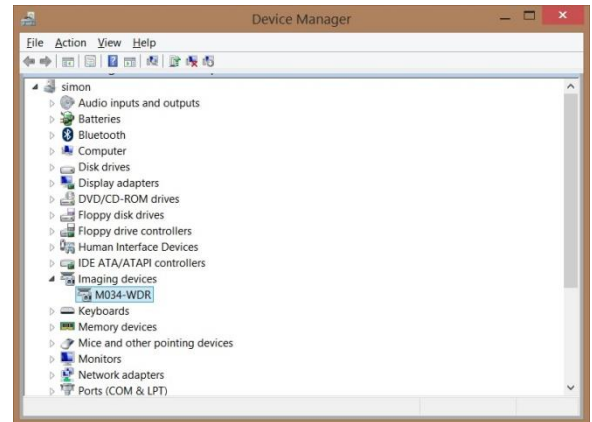 Device Manager
File Action View Help
simon
Audio inputs and outputs
Batteries
Bluetooth
Computer
Disk drives
Display adapters
DVD/CD-ROM drives
Floppy disk drives
Floppy drive controllers
Human Interface Devices
IDE ATA/ATAPI controllers
Imaging devices
M034-WDR
Keyboards
Memory devices
Mice and other pointing devices
Monitors
Network adapters
Ports (COM & LPT)